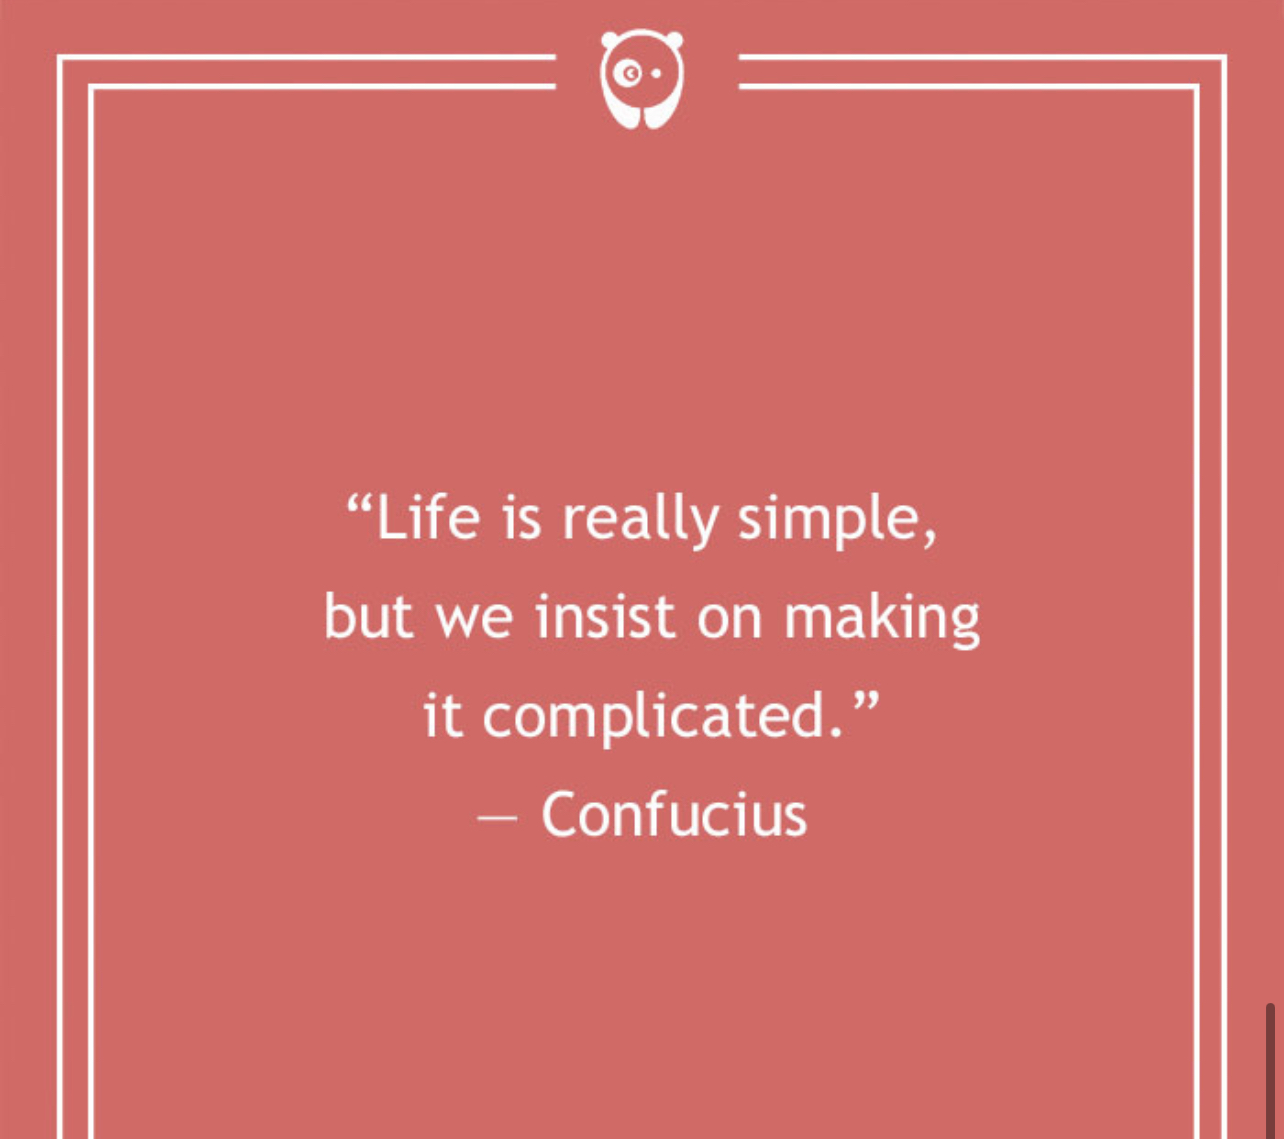 “Life is really simple,
but we insist on making
it complicated.”
— Confucius